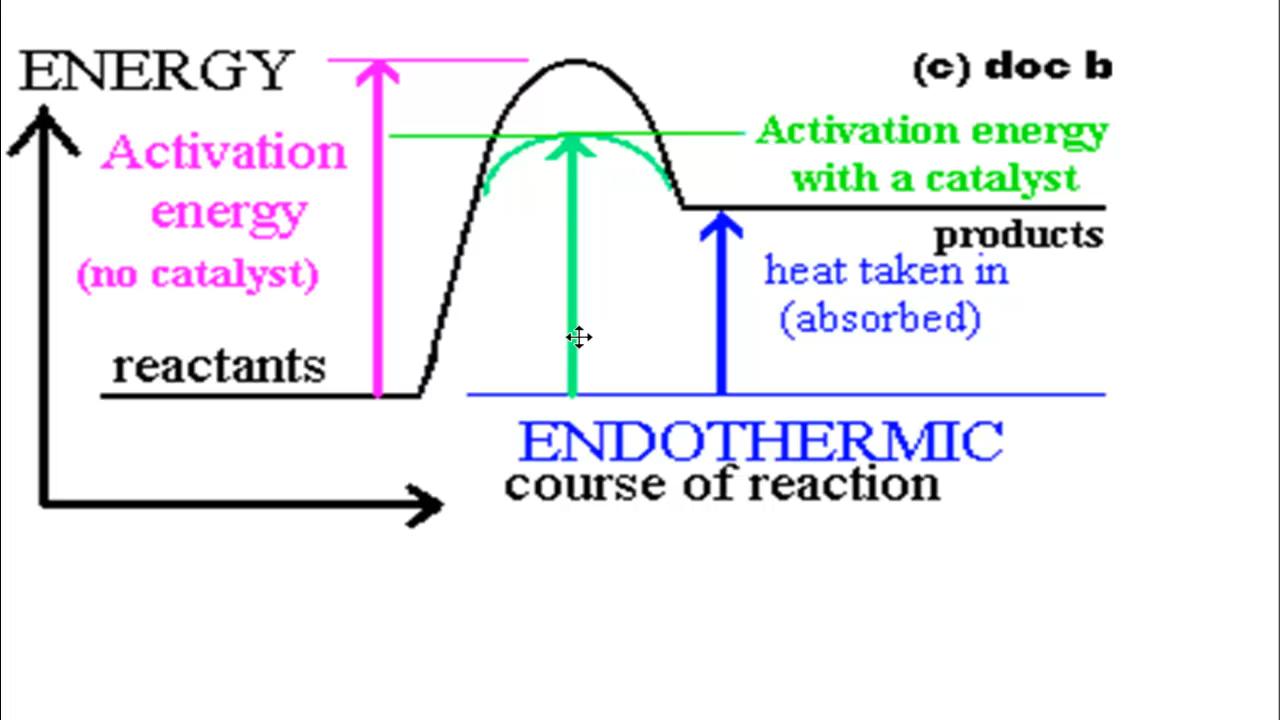 ENERGY
(c) doc b
Activation
energy
(no catalyst)
Activation energy
with a catalyst
products
heat taken in
(absorbed)
reactants
ENDOTHERMIC
course of reaction